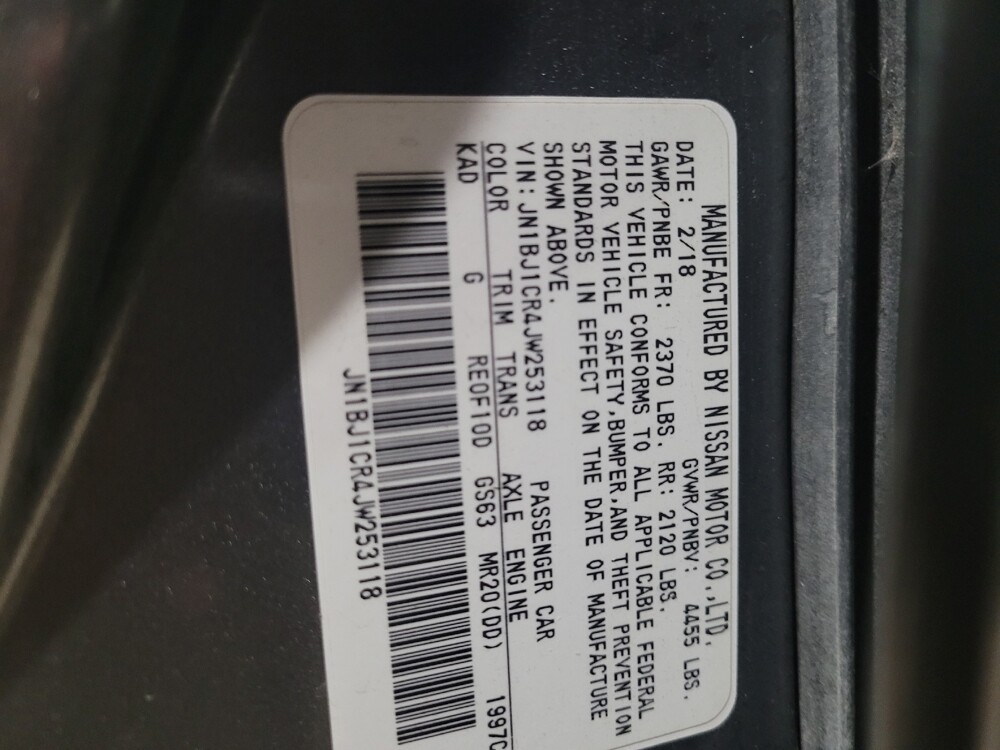 MANUFACTURED BY NISSAN MOTOR CO.,LTD.
DATE: 2/18 GVWR/PNBV: 4455 LBS.
GAWR/PNBE FR: 2370 LBS. RR: 2120 LBS.
THIS VEHICLE CONFORMS TO ALL APPLICABLE FEDERAL
MOTOR VEHICLE SAFETY,BUMPER,AND THEFT PREVENTION
STANDARDS IN EFFECT ON THE DATE OF MANUFACTURE
SHOWN ABOVE.
VIN: JN1BJ1CR4JW253118 PASSENGER CAR
COLOR TRIM TRANS AXLE ENGINE
KAD G RE0F10D GS63 MR20(DD) 1997C
JN1BJ1CR4JW253118